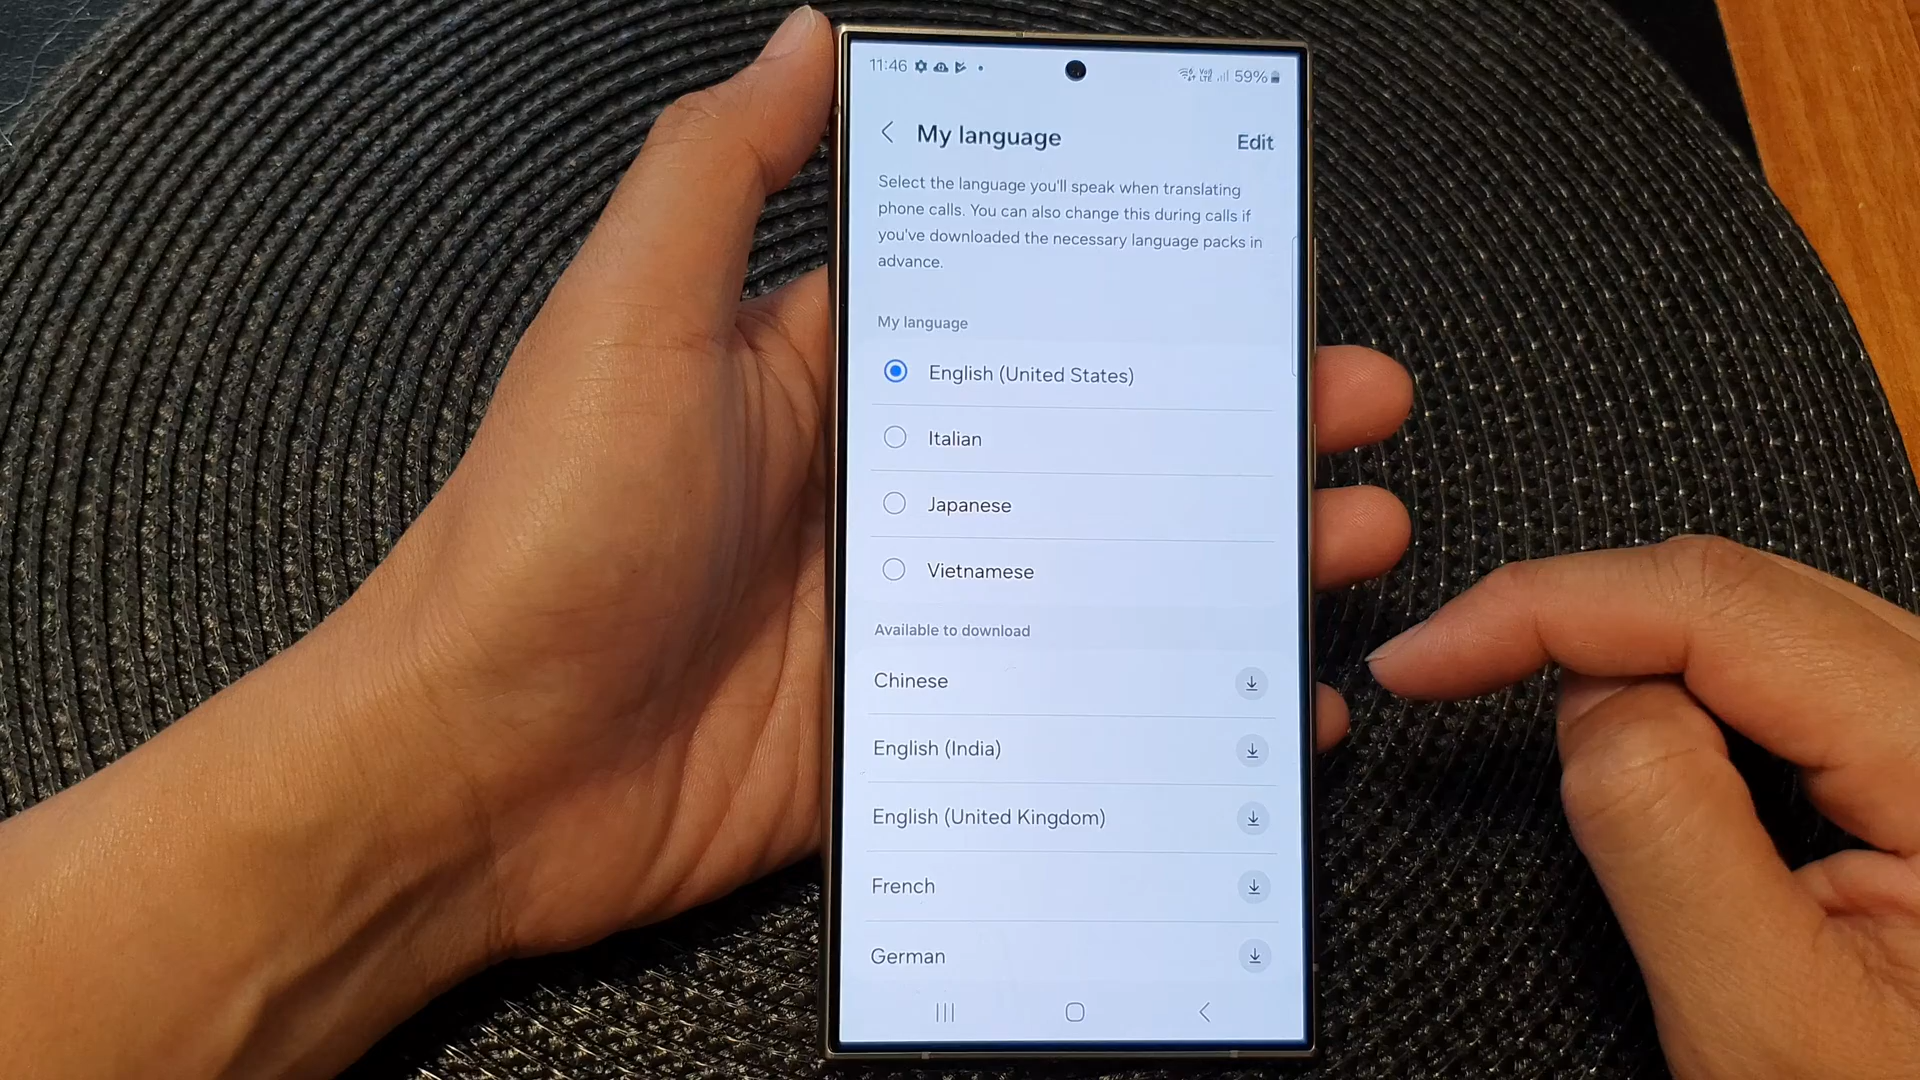 11:46 59%
My language
Edit
Select the language you'll speak when translating
phone calls. You can also change this during calls if
you've downloaded the necessary language packs in
advance.
My language
English (United States)
Italian
Japanese
Vietnamese
Available to download
Chinese
English (India)
English (United Kingdom)
French
German